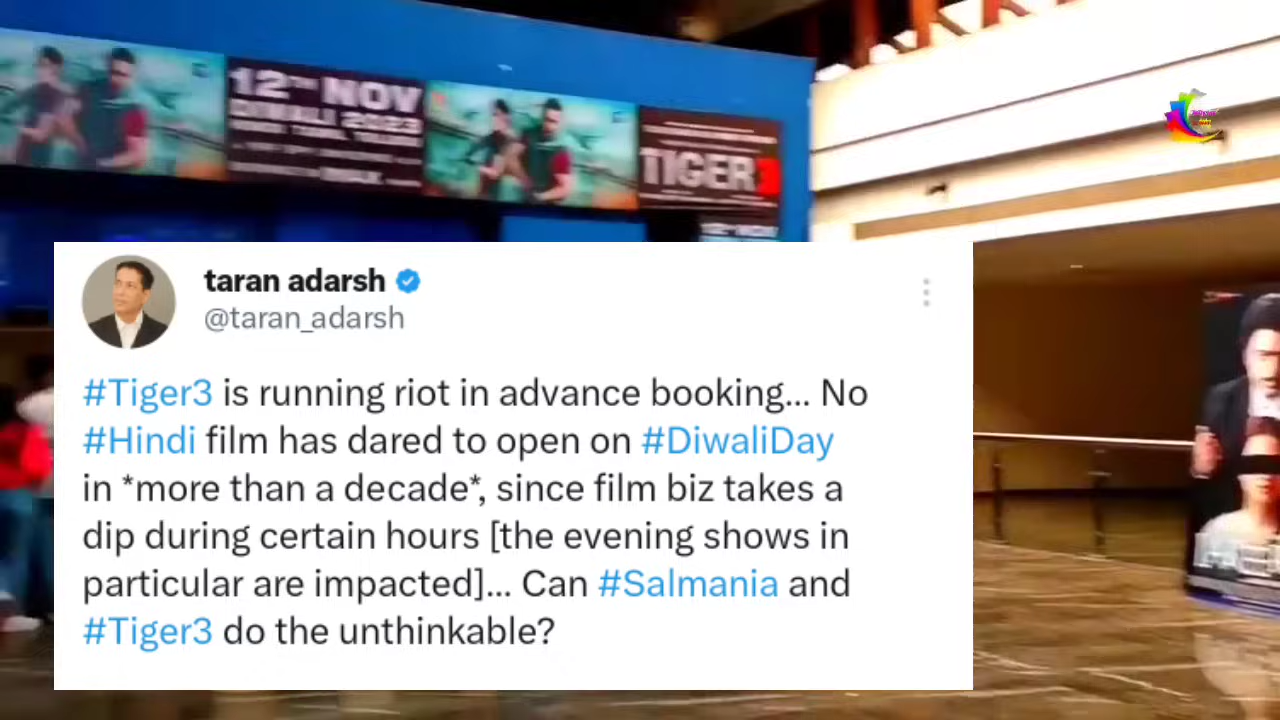 12TH NOV
DIWALI 2023
TIGER 3
taran adarsh
@taran_adarsh
#Tiger3 is running riot in advance booking... No
#Hindi film has dared to open on #DiwaliDay
in *more than a decade*, since film biz takes a
dip during certain hours [the evening shows in
particular are impacted]... Can #Salmania and
#Tiger3 do the unthinkable?